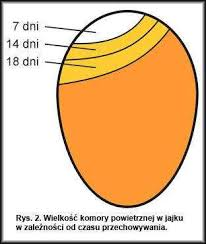 7 dni
14 dni
18 dni
Rys. 2. Wielkość komory powietrznej w jajku
w zależności od czasu przechowywania.